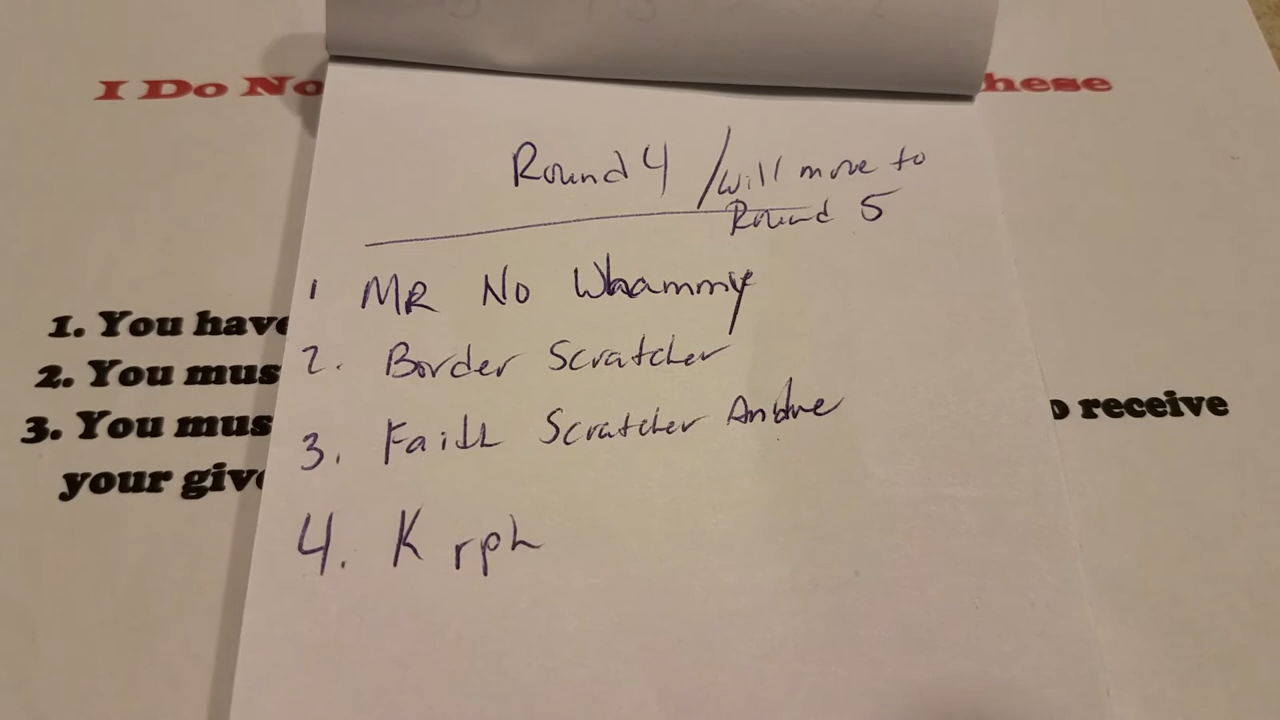 I Do No hese
Round 4 / will move to
Round 5
1 MR No Whammy
1. You have
2. Border Scratcher
2. You mus
3. Faith Scratcher Andre
3. You mus o receive
your give
4. K rph